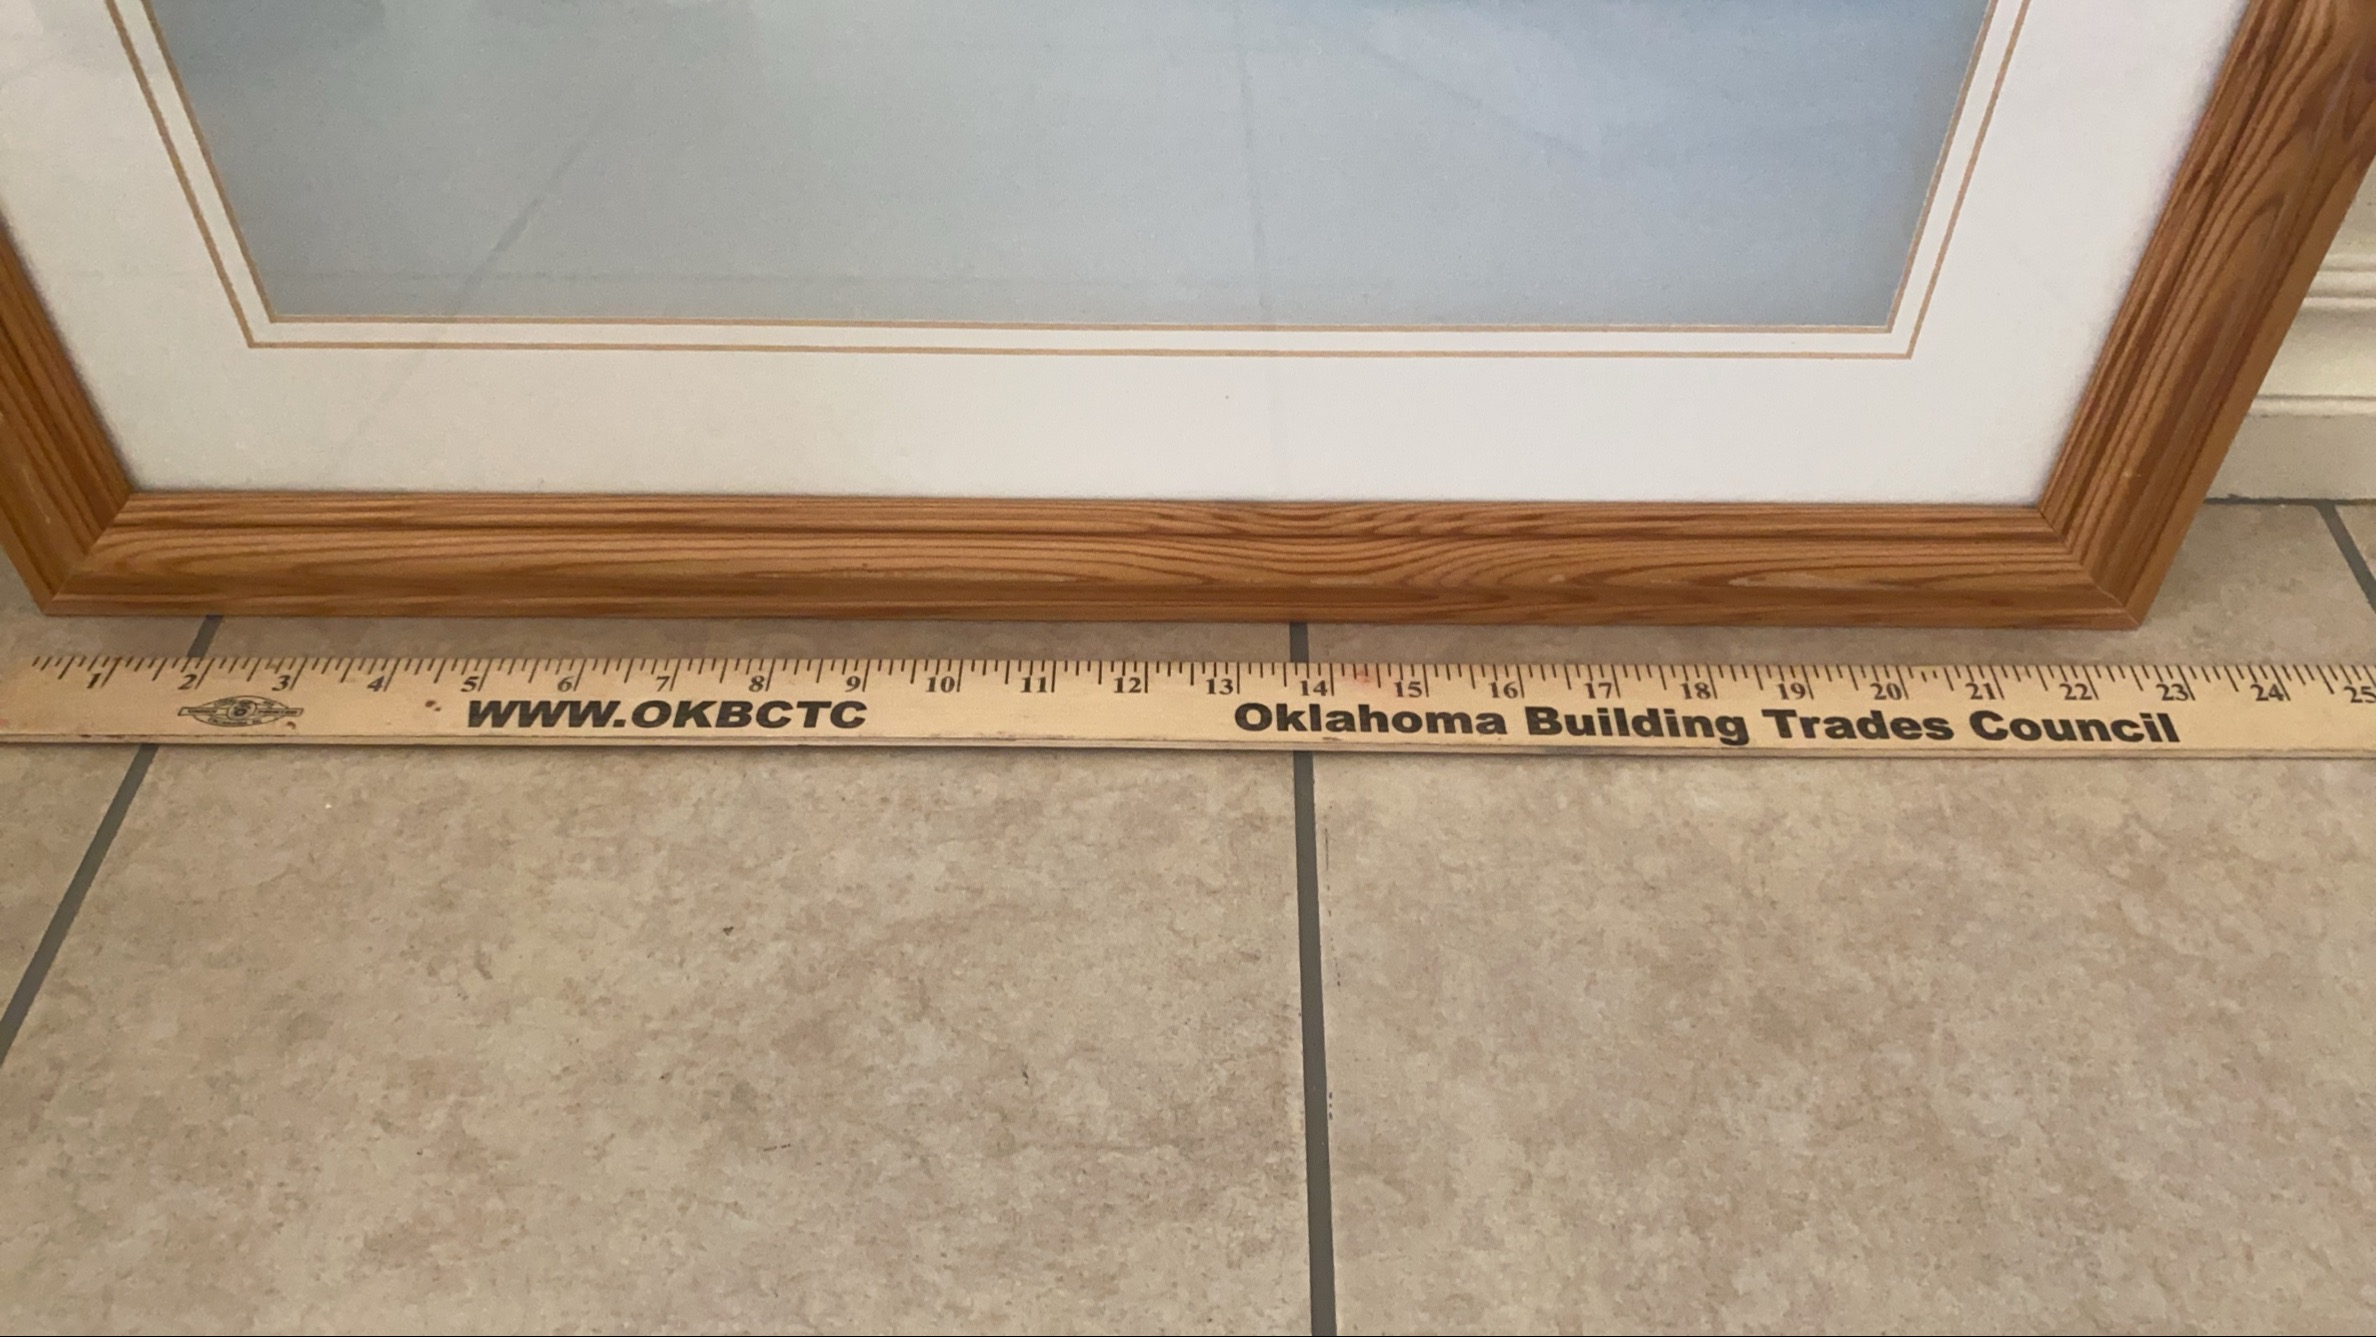 1 2 3 4 5 6 7 8 9 10 11 12 13 14 15 16 17 18 19 20 21 22 23 24 25
WWW.OKBCTC Oklahoma Building Trades Council